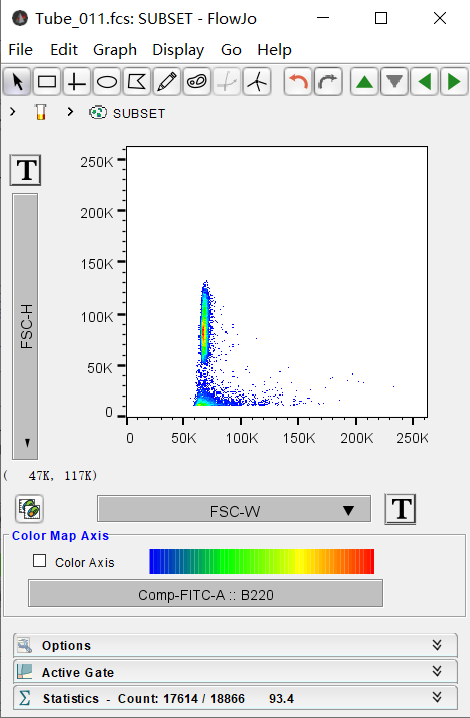 Tube_011.fcs: SUBSET - FlowJo
File Edit Graph Display Go Help
SUBSET
T
250K
200K
150K
100K
50K
0
FSC-H
0 50K 100K 150K 200K 250K
( 47K, 117K)
FSC-W
T
Color Map Axis
Color Axis
Comp-FITC-A :: B220
Options
Active Gate
Σ Statistics - Count: 17614 / 18866 93.4